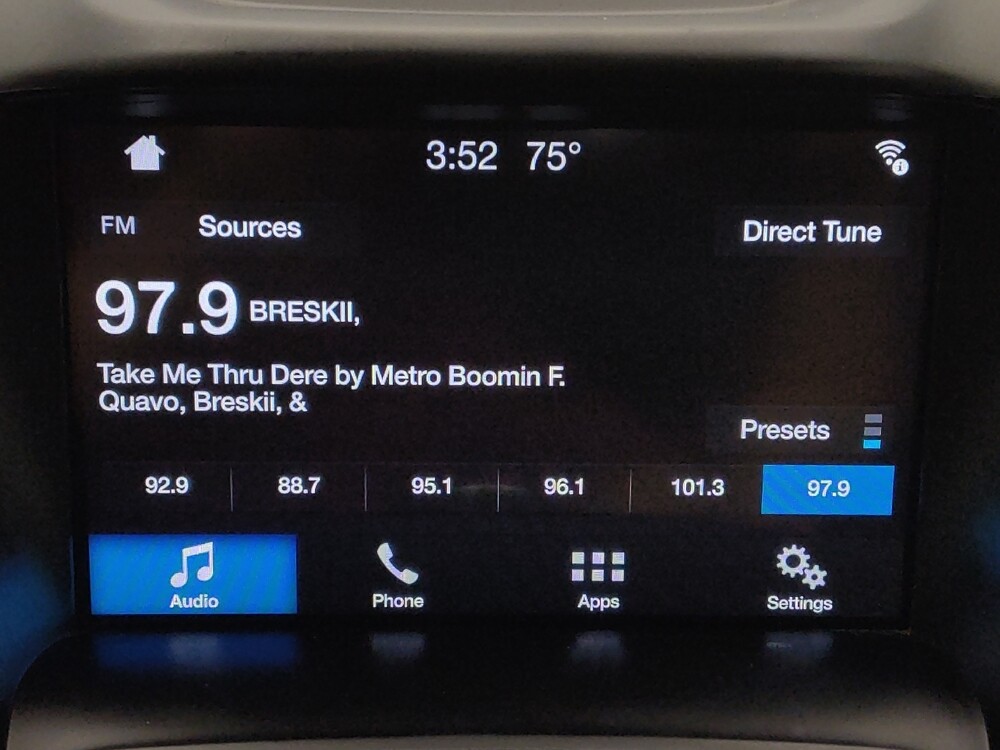 3:52 75°
FM Sources Direct Tune
97.9 BRESKII,
Take Me Thru Dere by Metro Boomin F.
Quavo, Breskii, &
Presets
92.9 88.7 95.1 96.1 101.3 97.9
Audio Phone Apps Settings